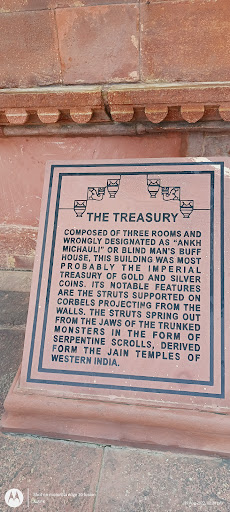 THE TREASURY
COMPOSED OF THREE ROOMS AND
WRONGLY DESIGNATED AS "ANKH
MICHAULI" OR BLIND MAN'S BUFF
HOUSE, THIS BUILDING WAS MOST
PROBABLY THE IMPERIAL
TREASURY OF GOLD AND SILVER
COINS. ITS NOTABLE FEATURES
ARE THE STRUTS SUPPORTED ON
CORBELS PROJECTING FROM THE
WALLS. THE STRUTS SPRING OUT
FROM THE JAWS OF THE TRUNKED
MONSTERS IN THE FORM OF
SERPENTINE SCROLLS, DERIVED
FORM THE JAIN TEMPLES OF
WESTERN INDIA.